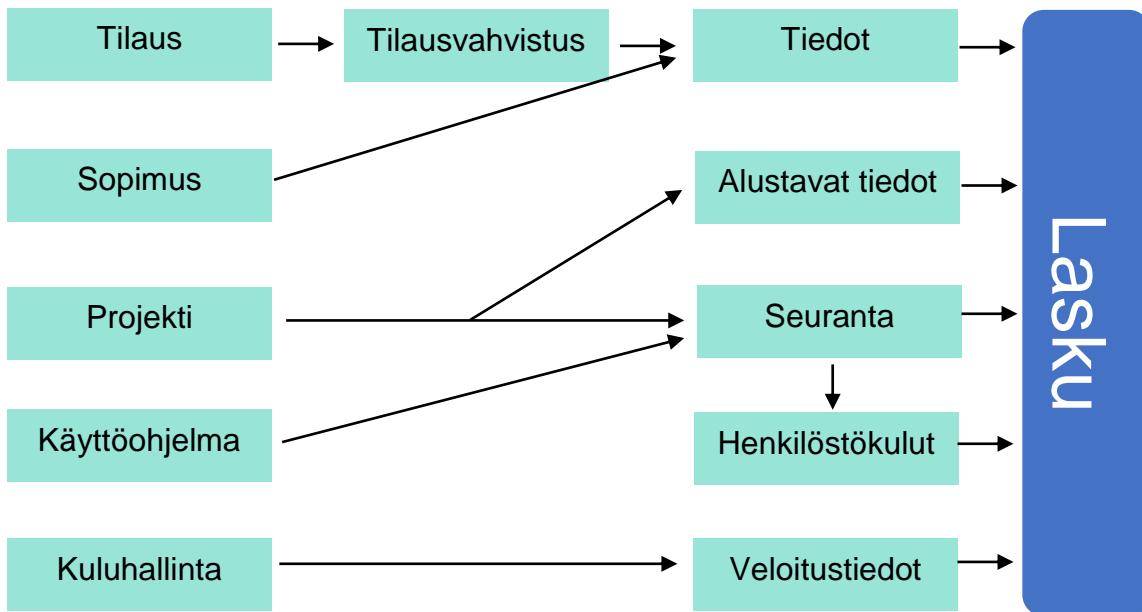 Tilaus
Tilausvahvistus
Tiedot
Sopimus
Alustavat tiedot
Projekti
Seuranta
Käyttöohjelma
Henkilöstökulut
Kuluhallinta
Veloitustiedot
Lasku